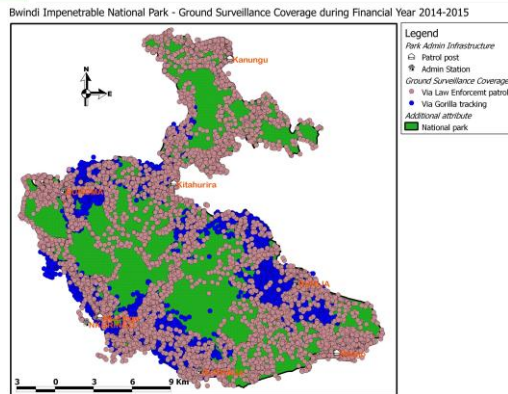 Bwindi Impenetrable National Park - Ground Surveillance Coverage during Financial Year 2014-2015
Legend
Park Admin Infrastructure
Patrol post
Admin Station
Ground Surveillance Coverage
Via Law Enforcemt patrol
Via Gorilla tracking
Additional attribute
National park
Kanungu
N
E
Kitahurira
3 0 3 6 9 Km